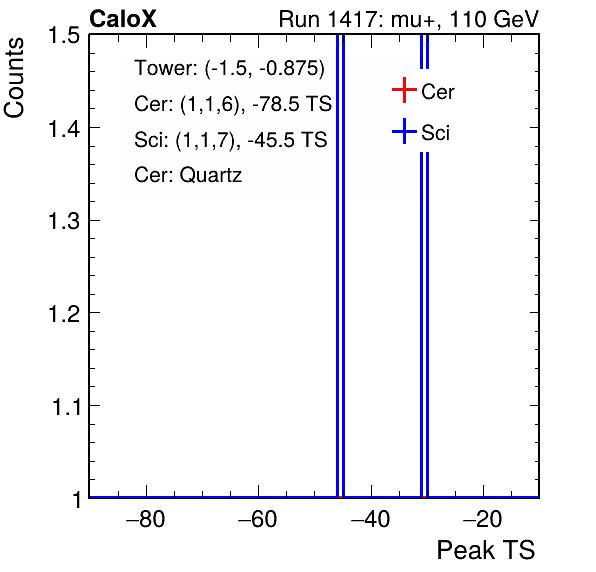 CaloX Run 1417: mu+, 110 GeV
Counts
Tower: (-1.5, -0.875)
Cer: (1,1,6), -78.5 TS
Sci: (1,1,7), -45.5 TS
Cer: Quartz
Cer
Sci
1.5
1.4
1.3
1.2
1.1
1
−80 −60 −40 −20
Peak TS